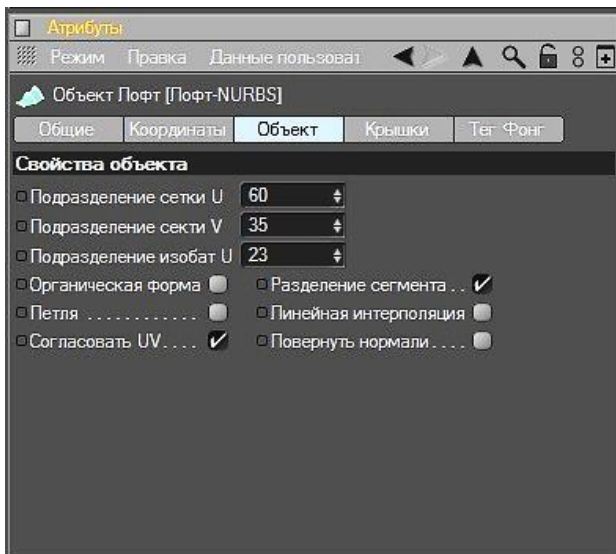 Атрибуты
Режим Правка Данные пользоват
Объект Лофт [Лофт-NURBS]
Общие Координаты Объект Крышки Тег Фонг
Свойства объекта
Подразделение сетки U 60
Подразделение секти V 35
Подразделение изобат U 23
Органическая форма Разделение сегмента . .
Петля . . . . . . . . . . . . Линейная интерполяция
Согласовать UV. . . . Повернуть нормали. . . .